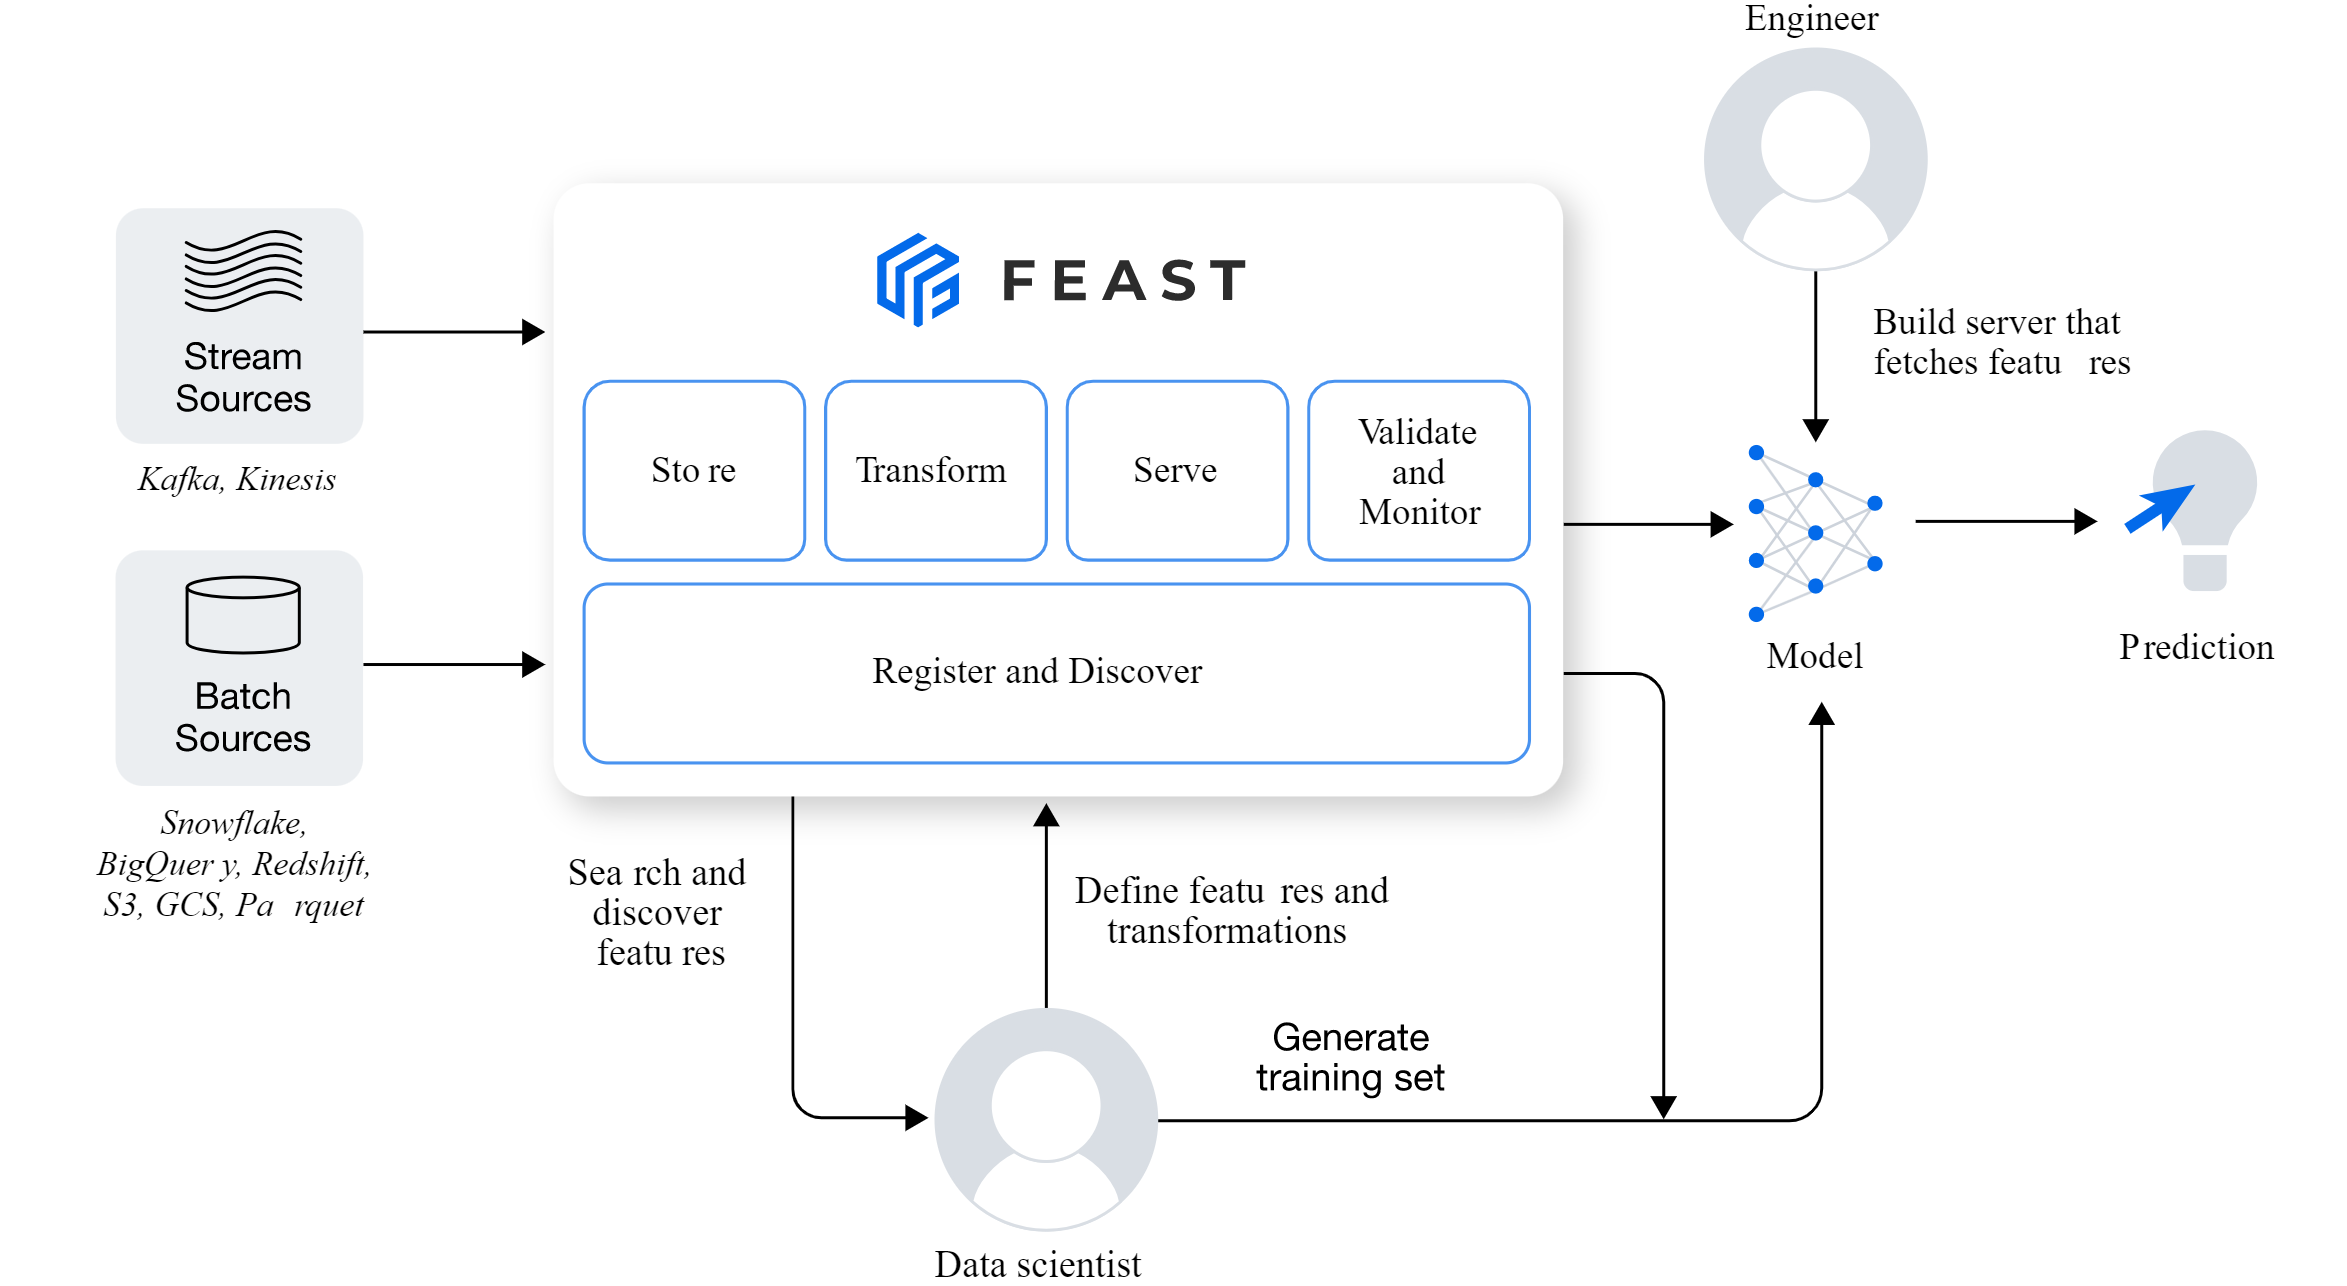 Engineer
Build server that
fetches featu res
Stream
Sources
Kafka, Kinesis
Batch
Sources
Snowflake,
BigQuer y, Redshift,
S3, GCS, Pa rquet
FEAST
Sto re
Transform
Serve
Validate
and
Monitor
Register and Discover
Model
Prediction
Sea rch and
discover
featu res
Define featu res and
transformations
Generate
training set
Data scientist